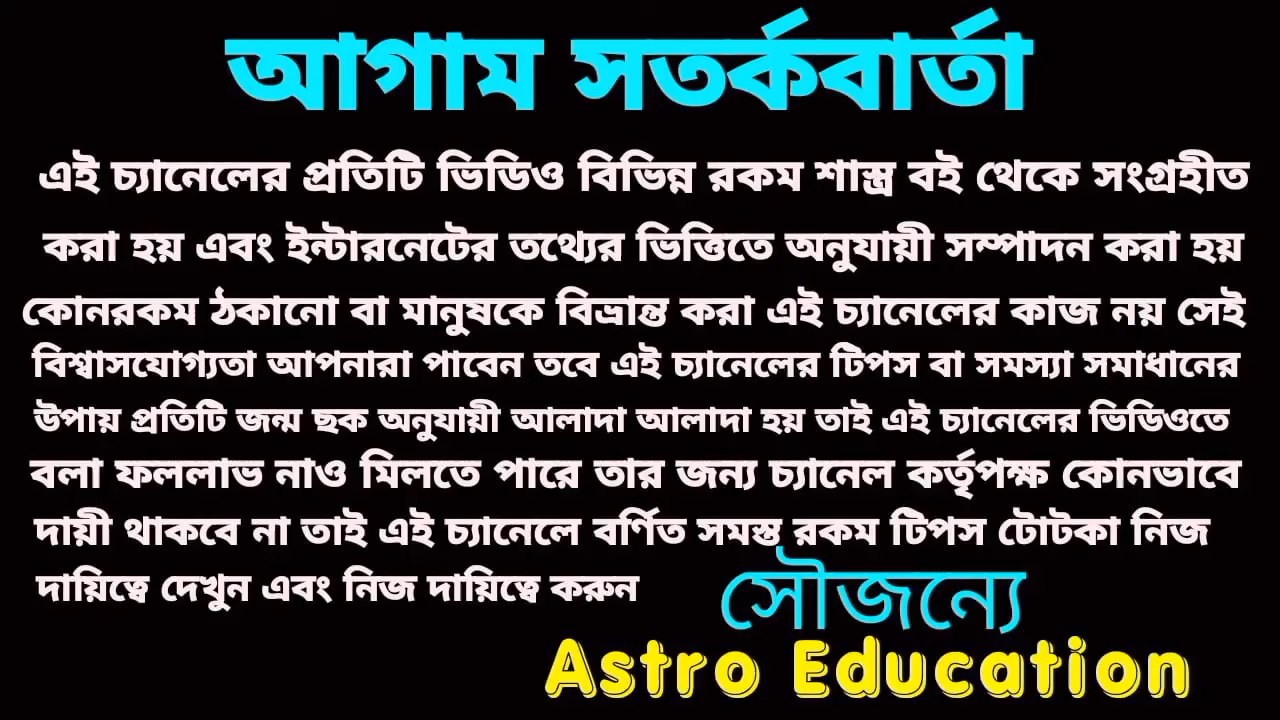 আগাম সতর্কবার্তা
এই চ্যানেলের প্রতিটি ভিডিও বিভিন্ন রকম শাস্ত্র বই থেকে সংগ্রহীত
করা হয় এবং ইন্টারনেটের তথ্যের ভিত্তিতে অনুযায়ী সম্পাদন করা হয়
কোনরকম ঠকানো বা মানুষকে বিভ্রান্ত করা এই চ্যানেলের কাজ নয় সেই
বিশ্বাসযোগ্যতা আপনারা পাবেন তবে এই চ্যানেলের টিপস বা সমস্যা সমাধানের
উপায় প্রতিটি জন্ম ছক অনুযায়ী আলাদা আলাদা হয় তাই এই চ্যানেলের ভিডিওতে
বলা ফললাভ নাও মিলতে পারে তার জন্য চ্যানেল কর্তৃপক্ষ কোনভাবে
দায়ী থাকবে না তাই এই চ্যানেলে বর্ণিত সমস্ত রকম টিপস টোটকা নিজ
দায়িত্বে দেখুন এবং নিজ দায়িত্বে করুন
সৌজন্যে
Astro Education